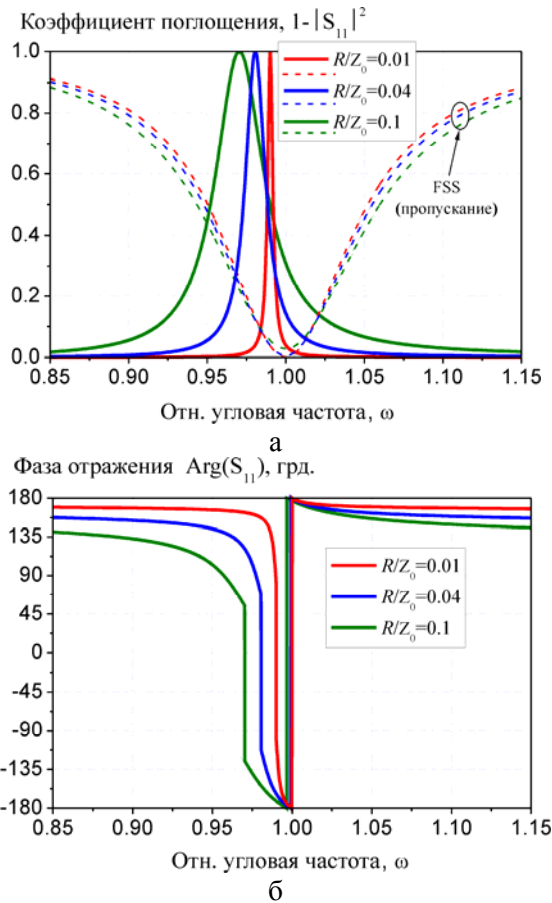 Коэффициент поглощения, 1-|S₁₁|²
1.0
0.8
0.6
0.4
0.2
0.0
R/Z₀=0.01
R/Z₀=0.04
R/Z₀=0.1
FSS
(пропускание)
0.85 0.90 0.95 1.00 1.05 1.10 1.15
Отн. угловая частота, ω
а
Фаза отражения Arg(S₁₁), грд.
180
135
90
45
0
-45
-90
-135
-180
R/Z₀=0.01
R/Z₀=0.04
R/Z₀=0.1
0.85 0.90 0.95 1.00 1.05 1.10 1.15
Отн. угловая частота, ω
б